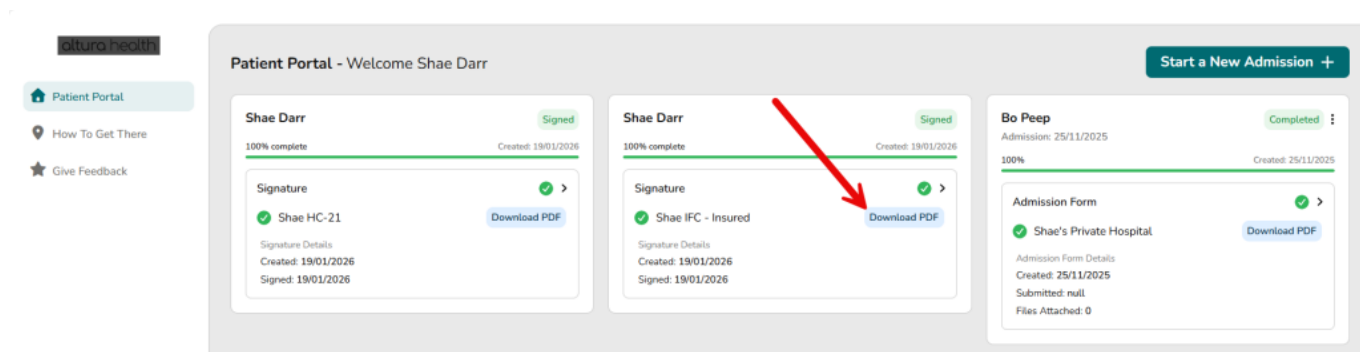 altura health
Patient Portal
How To Get There
Give Feedback
Patient Portal - Welcome Shae Darr
Start a New Admission +
Shae Darr
Signed
100% complete
Created: 19/01/2026
Signature
Shae HC-21
Download PDF
Signature Details
Created: 19/01/2026
Signed: 19/01/2026
Shae Darr
Signed
100% complete
Created: 19/01/2026
Signature
Shae IFC - Insured
Download PDF
Signature Details
Created: 19/01/2026
Signed: 19/01/2026
Bo Peep
Completed
Admission: 25/11/2025
100%
Created: 25/11/2025
Admission Form
Shae's Private Hospital
Download PDF
Admission Form Details
Created: 25/11/2025
Submitted: null
Files Attached: 0